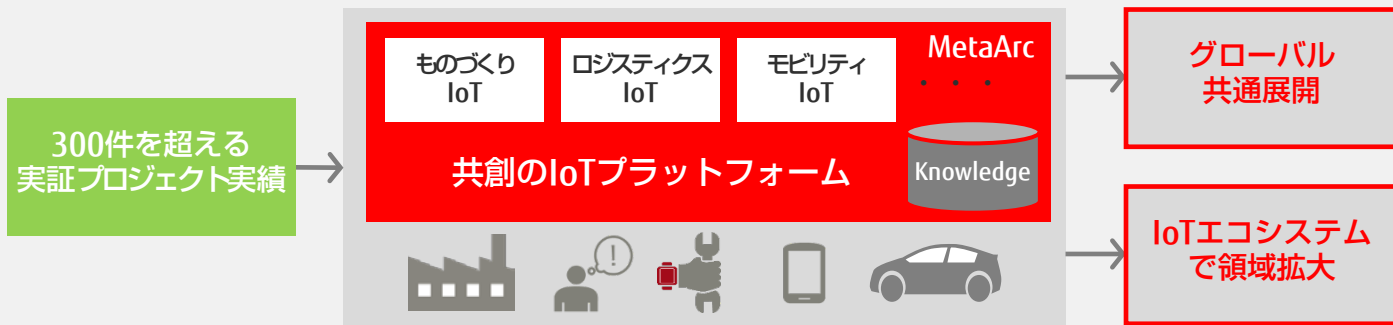 300件を超える
実証プロジェクト実績
ものづくり
IoT
ロジスティクス
IoT
モビリティ
IoT
MetaArc
・ ・ ・
共創のIoTプラットフォーム
Knowledge
!
グローバル
共通展開
IoTエコシステム
で領域拡大